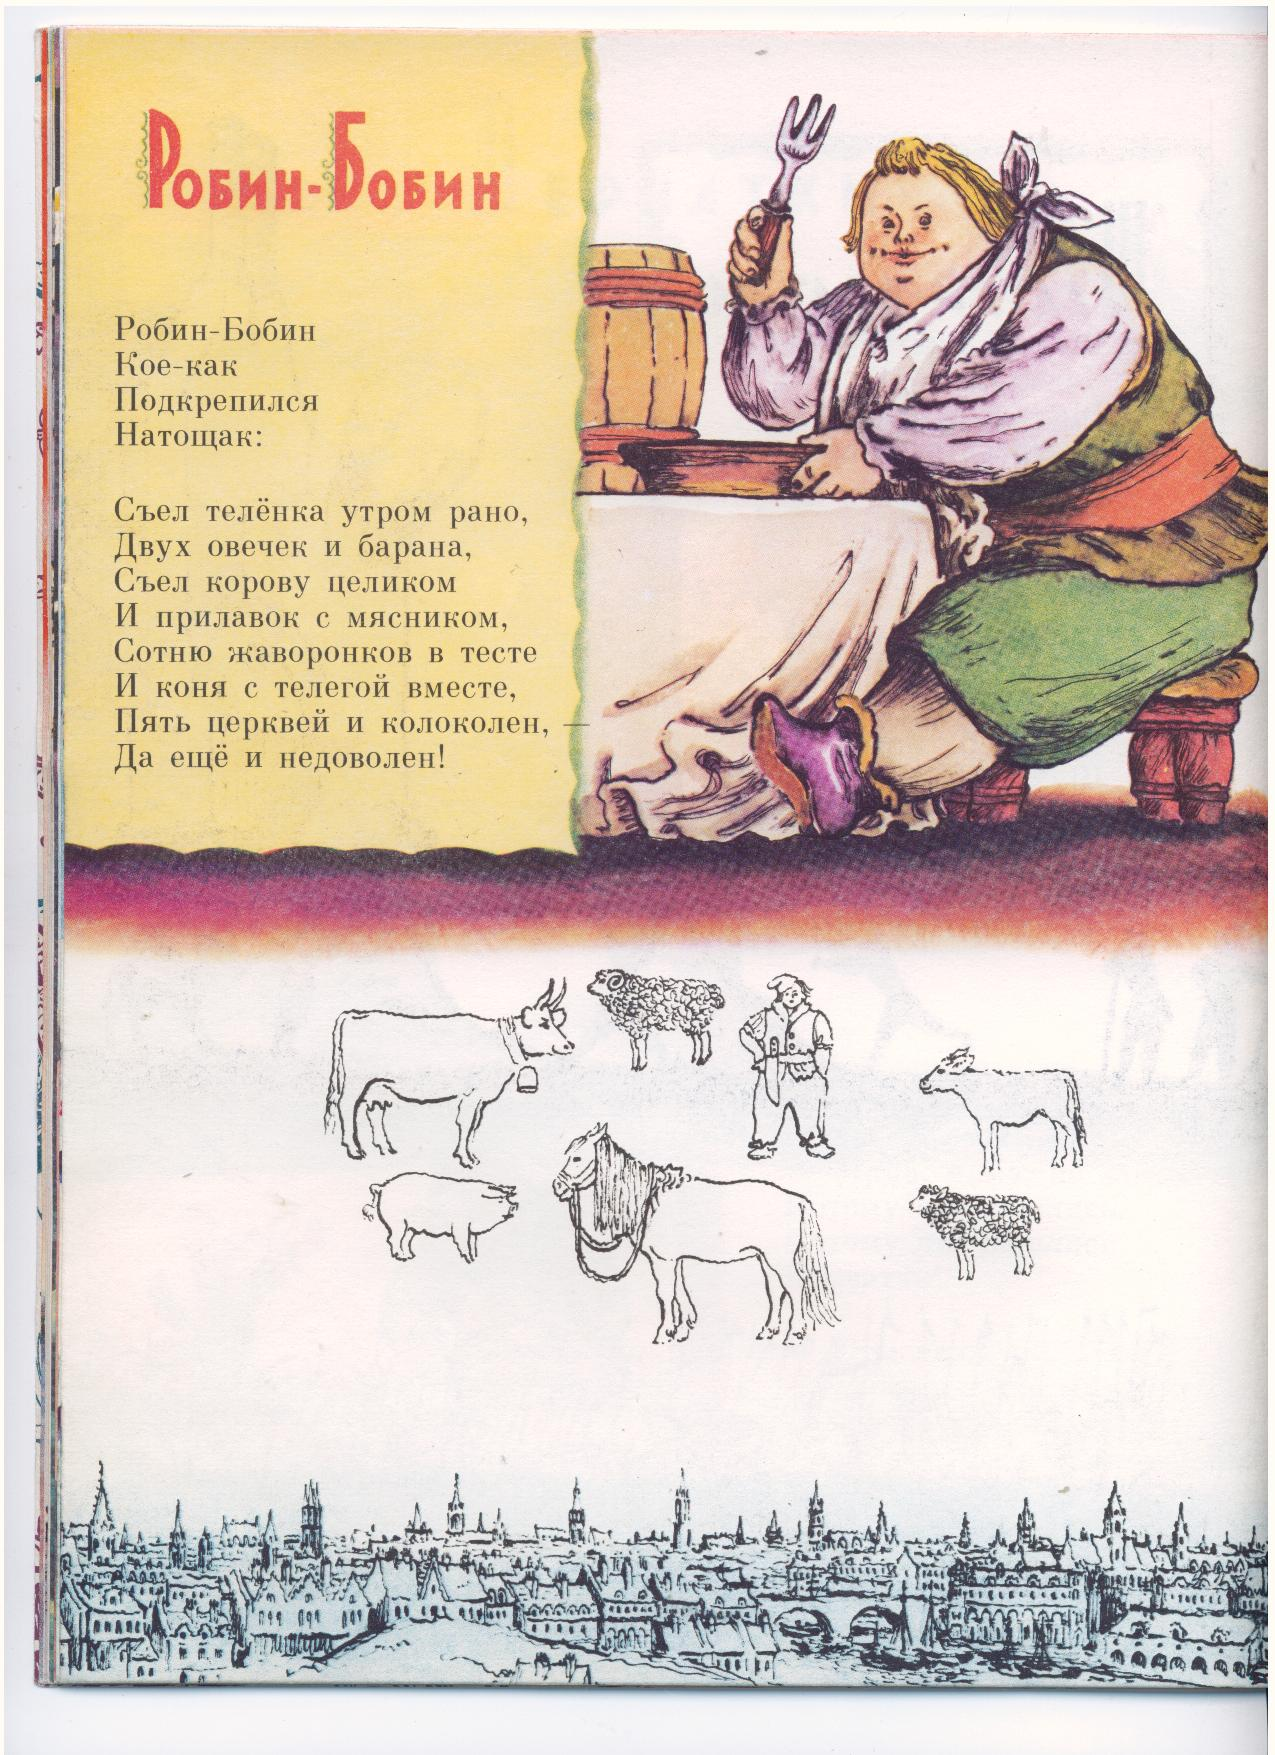 Робин-Бобин
Робин-Бобин
Кое-как
Подкрепился
Натощак:
Съел телёнка утром рано,
Двух овечек и барана,
Съел корову целиком
И прилавок с мясником,
Сотню жаворонков в тесте
И коня с телегой вместе,
Пять церквей и колоколен, —
Да ещё и недоволен!